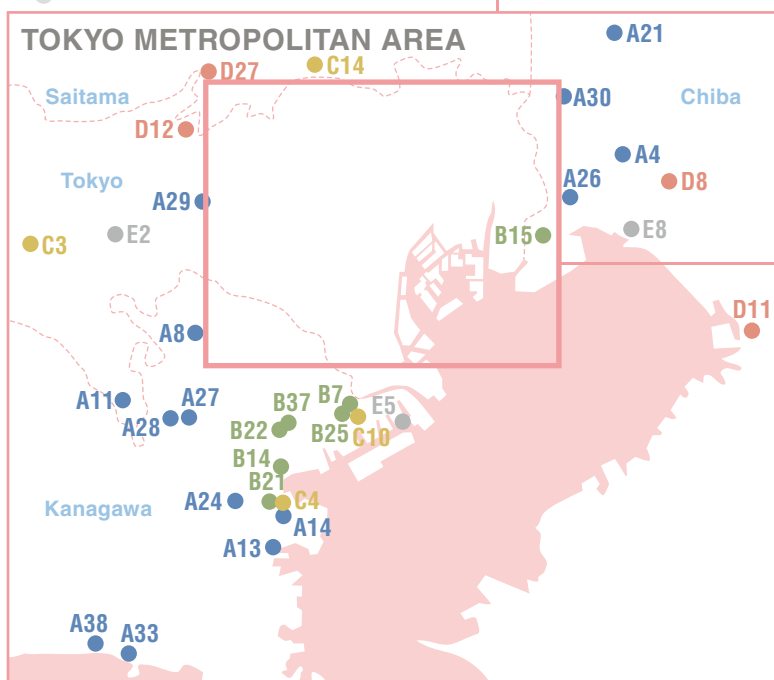 TOKYO METROPOLITAN AREA
A21
D27
C14
Saitama
A30
Chiba
D12
A4
Tokyo
D8
A26
A29
E2
C3
B15
E8
D11
A8
A11
A28
A27
B37
B7
E5
B22
B25
C10
B14
B21
A24
C4
Kanagawa
A14
A13
A38
A33